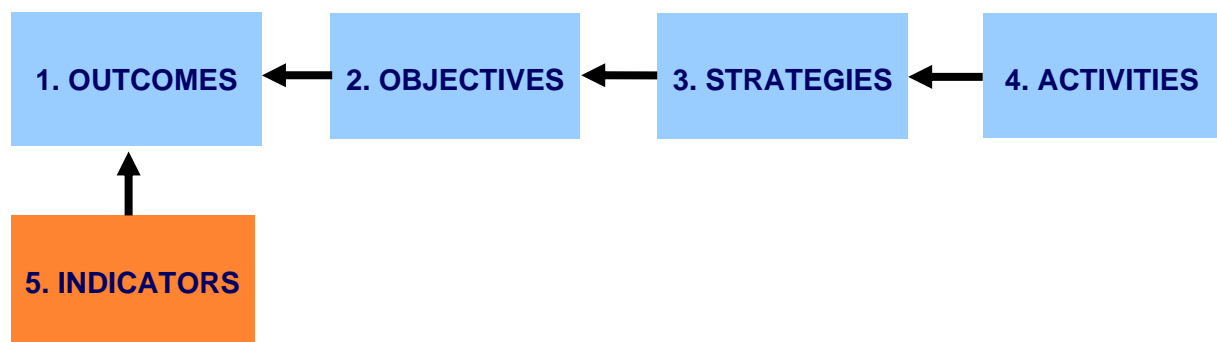 1. OUTCOMES
2. OBJECTIVES
3. STRATEGIES
4. ACTIVITIES
5. INDICATORS